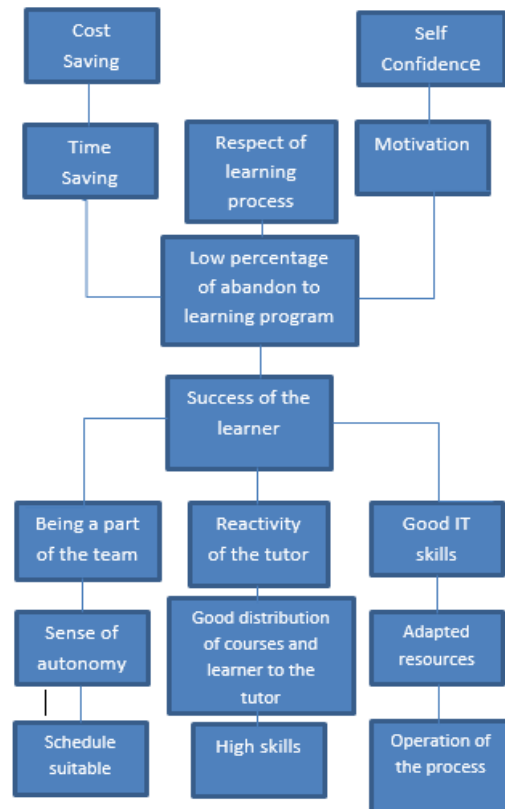 Cost
Saving
Self
Confidence
Time
Saving
Respect of
learning
process
Motivation
Low percentage
of abandon to
learning program
Success of the
learner
Being a part
of the team
Reactivity
of the tutor
Good IT
skills
Sense of
autonomy
Good distribution
of courses and
learner to the
tutor
Adapted
resources
Schedule
suitable
High skills
Operation of
the process